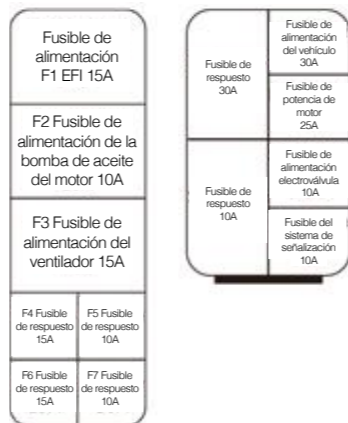 Fusible de
alimentación
F1 EFI 15A
F2 Fusible de
alimentación de la
bomba de aceite
del motor 10A
F3 Fusible de
alimentación del
ventilador 15A
F4 Fusible
de respuesto
15A
F5 Fusible
de respuesto
10A
F6 Fusible
de respuesto
15A
F7 Fusible
de respuesto
10A
Fusible de
respuesto
30A
Fusible de
alimentación
del vehículo
30A
Fusible de
potencia de
motor
25A
Fusible de
respuesto
10A
Fusible de
alimentación
electroválvula
10A
Fusible del
sistema de
señalización
10A